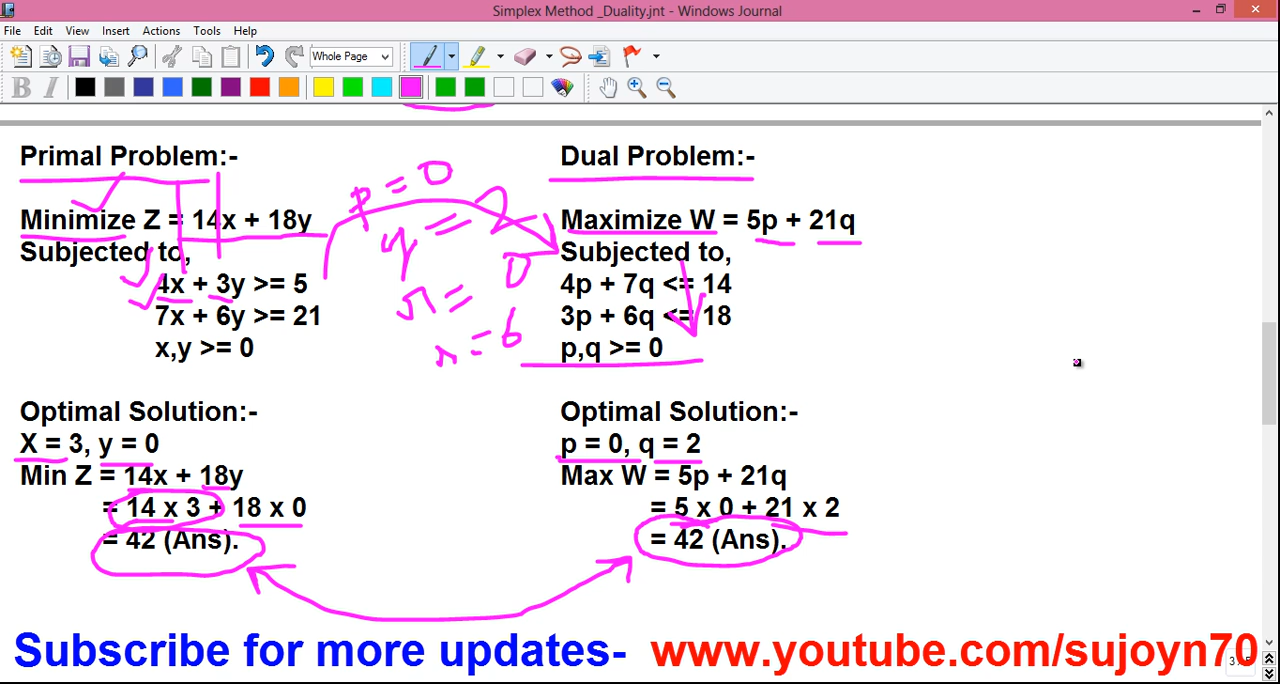 Simplex Method _Duality.jnt - Windows Journal
File Edit View Insert Actions Tools Help
Whole Page
B I
Primal Problem:-
Minimize Z = 14x + 18y
Subjected to,
4x + 3y >= 5
7x + 6y >= 21
x,y >= 0
Optimal Solution:-
X = 3, y = 0
Min Z = 14x + 18y
= 14 x 3 + 18 x 0
= 42 (Ans).
p = 0
q = 2
= 0
= 6
Dual Problem:-
Maximize W = 5p + 21q
Subjected to,
4p + 7q <= 14
3p + 6q <= 18
p,q >= 0
Optimal Solution:-
p = 0, q = 2
Max W = 5p + 21q
= 5 x 0 + 21 x 2
= 42 (Ans).
Subscribe for more updates- www.youtube.com/sujoyn70